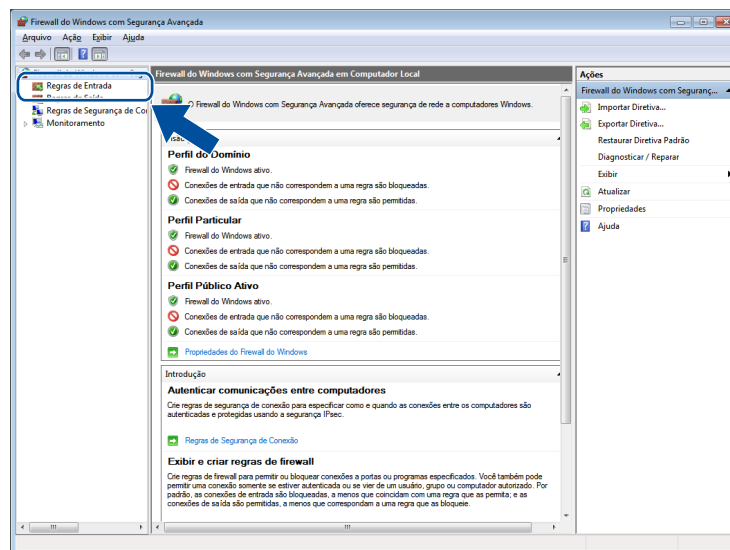 Firewall do Windows com Segurança Avançada
Arquivo Ação Exibir Ajuda
Regras de Entrada
Regras de Saída
Regras de Segurança de Con
Monitoramento
Firewall do Windows com Segurança Avançada em Computador Local
O Firewall do Windows com Segurança Avançada oferece segurança de rede a computadores Windows.
Perfil do Domínio
Firewall do Windows ativo.
Conexões de entrada que não correspondem a uma regra são bloqueadas.
Conexões de saída que não correspondem a uma regra são permitidas.
Perfil Particular
Firewall do Windows ativo.
Conexões de entrada que não correspondem a uma regra são bloqueadas.
Conexões de saída que não correspondem a uma regra são permitidas.
Perfil Público Ativo
Firewall do Windows ativo.
Conexões de entrada que não correspondem a uma regra são bloqueadas.
Conexões de saída que não correspondem a uma regra são permitidas.
Propriedades do Firewall do Windows
Introdução
Autenticar comunicações entre computadores
Crie regras de segurança de conexão para especificar como e quando as conexões entre os computadores são
autenticadas e protegidas usando a segurança IPsec.
Regras de Segurança de Conexão
Exibir e criar regras de firewall
Crie regras de firewall para permitir ou bloquear conexões a portas ou programas especificados. Você também pode
permitir uma conexão somente se estiver autenticada ou se vier de um usuário, grupo ou computador autorizado. Por
padrão, as conexões de entrada são bloqueadas, a menos que coincidam com uma regra que as permita; e as
conexões de saída são permitidas, a menos que correspondam a uma regra que as bloqueie.
Ações
Firewall do Windows com Seguranç...
Importar Diretiva...
Exportar Diretiva...
Restaurar Diretiva Padrão
Diagnosticar / Reparar
Exibir
Atualizar
Propriedades
Ajuda